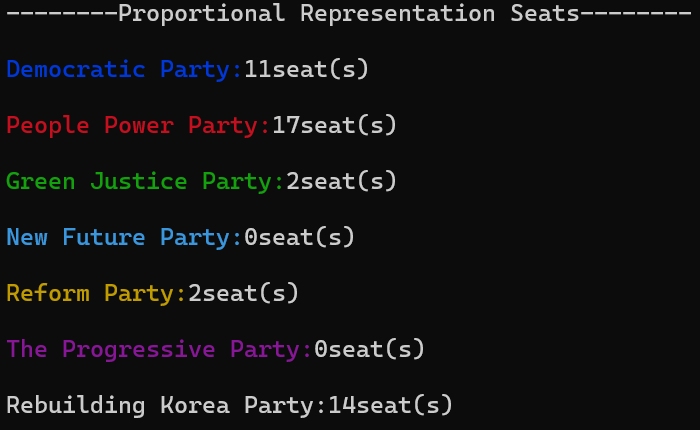 --------Proportional Representation Seats--------
Democratic Party:11seat(s)
People Power Party:17seat(s)
Green Justice Party:2seat(s)
New Future Party:0seat(s)
Reform Party:2seat(s)
The Progressive Party:0seat(s)
Rebuilding Korea Party:14seat(s)